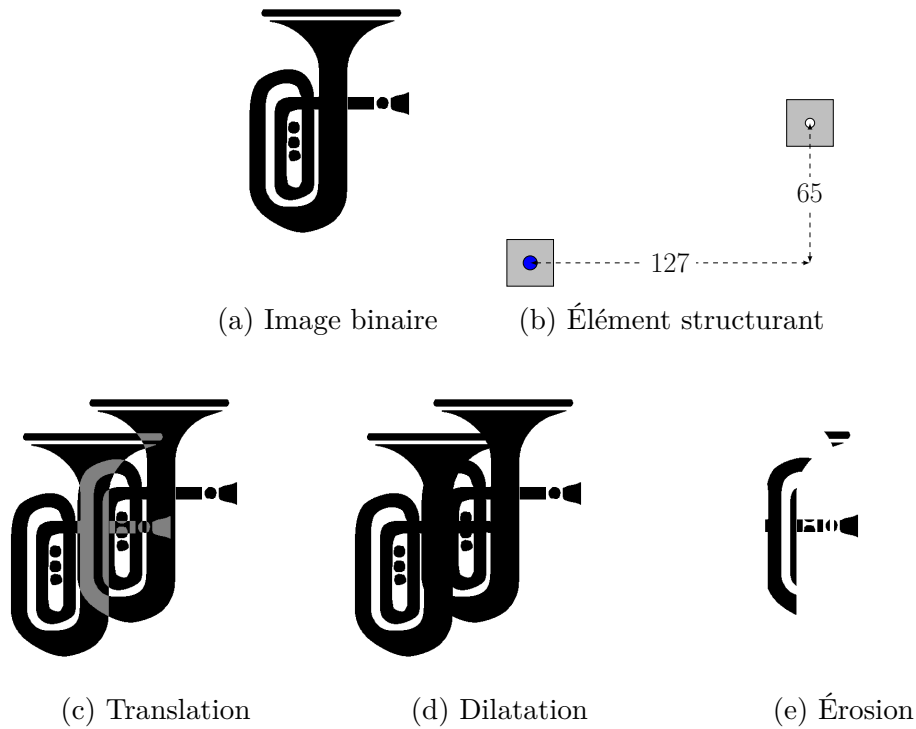 65
127
(a) Image binaire
(b) Élément structurant
(c) Translation
(d) Dilatation
(e) Érosion